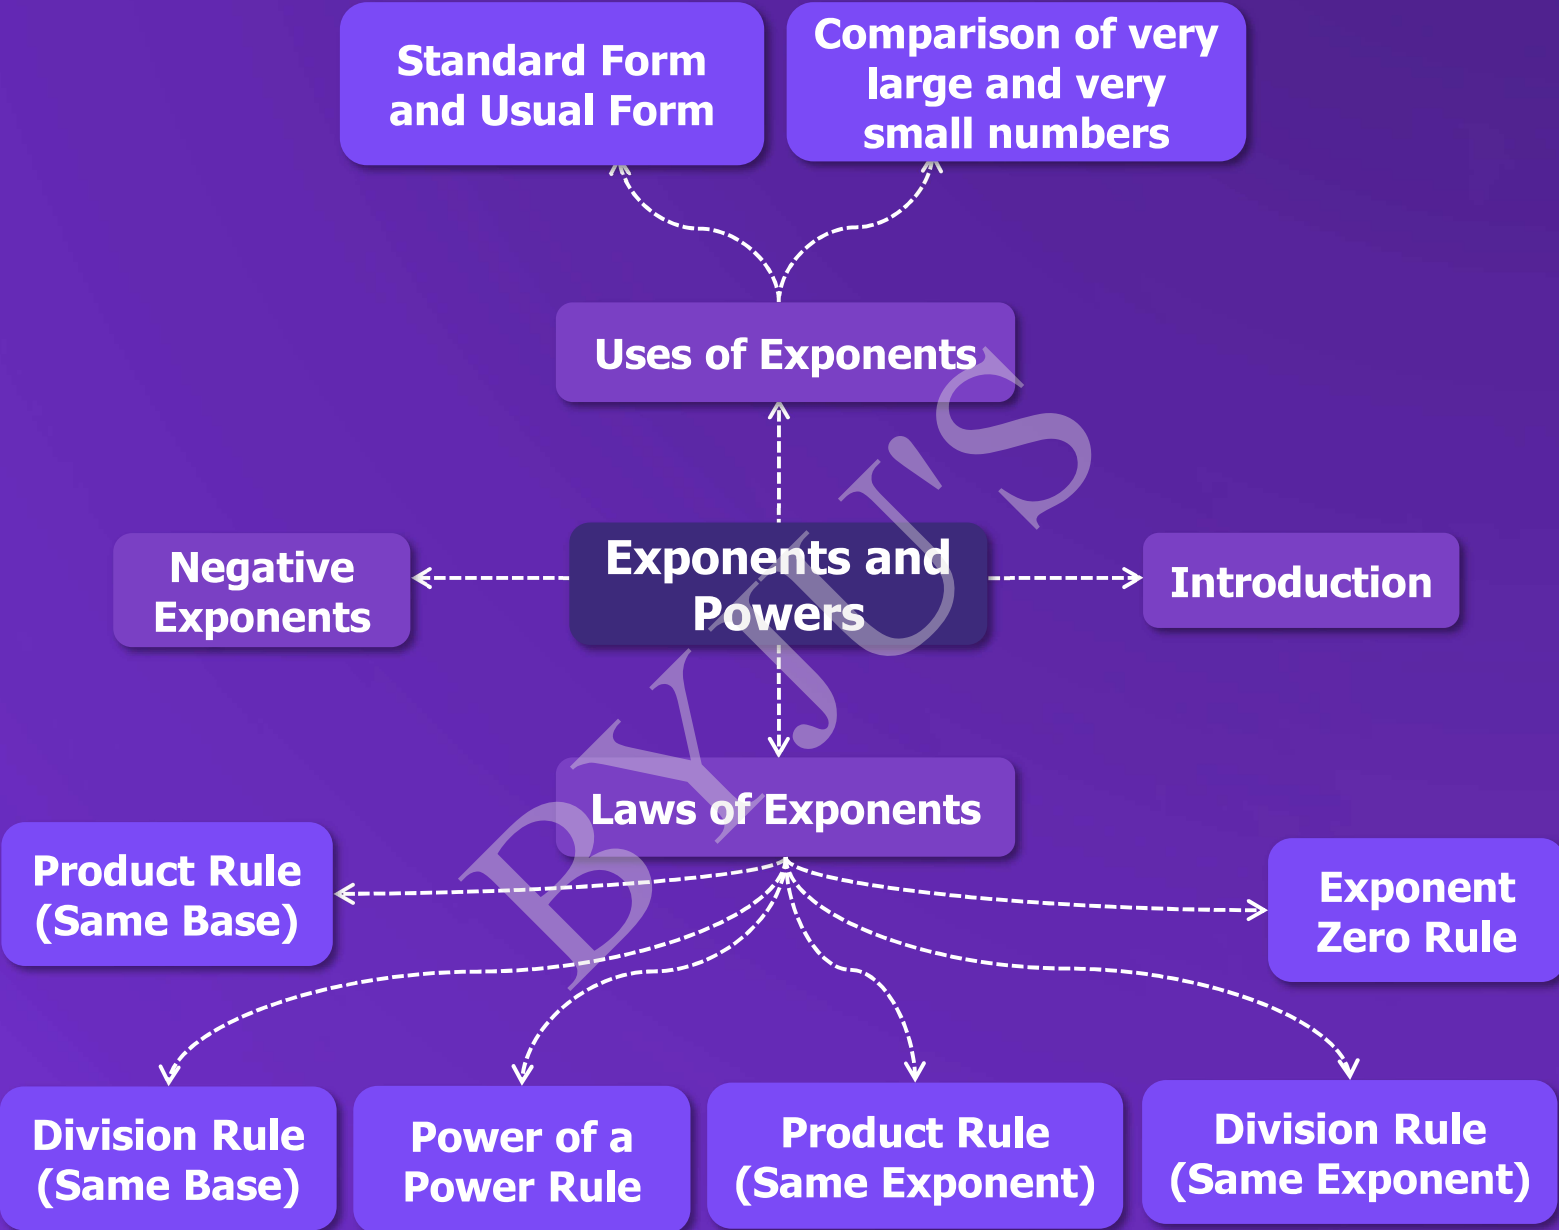 Standard Form
and Usual Form
Comparison of very
large and very
small numbers
Uses of Exponents
Negative
Exponents
Exponents and
Powers
Introduction
Laws of Exponents
Product Rule
(Same Base)
Exponent
Zero Rule
Division Rule
(Same Base)
Power of a
Power Rule
Product Rule
(Same Exponent)
Division Rule
(Same Exponent)
BYJU'S